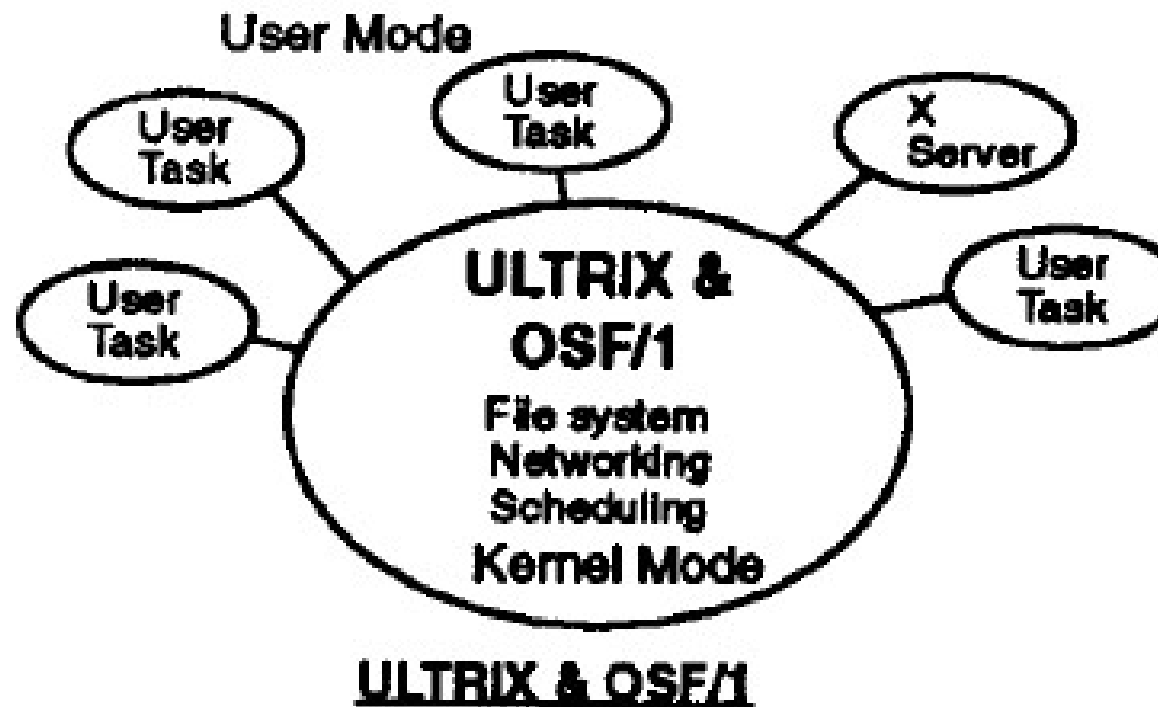 User Mode
User
Task
User
Task
X
Server
User
Task
User
Task
ULTRIX &
OSF/1
File system
Networking
Scheduling
Kernel Mode
ULTRIX & OSF/1